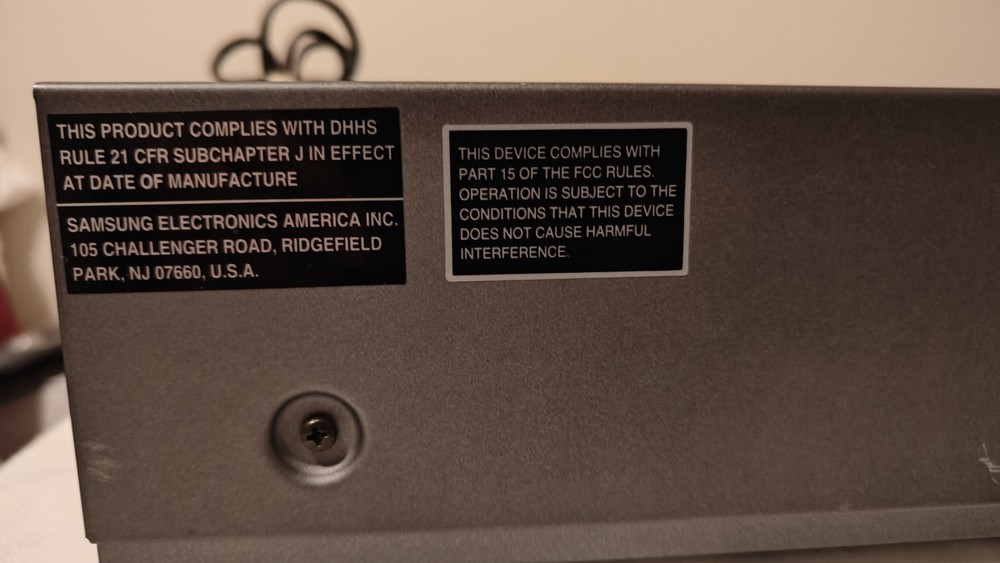 THIS PRODUCT COMPLIES WITH DHHS
RULE 21 CFR SUBCHAPTER J IN EFFECT
AT DATE OF MANUFACTURE
SAMSUNG ELECTRONICS AMERICA INC.
105 CHALLENGER ROAD, RIDGEFIELD
PARK, NJ 07660, U.S.A.
THIS DEVICE COMPLIES WITH
PART 15 OF THE FCC RULES.
OPERATION IS SUBJECT TO THE
CONDITIONS THAT THIS DEVICE
DOES NOT CAUSE HARMFUL
INTERFERENCE.